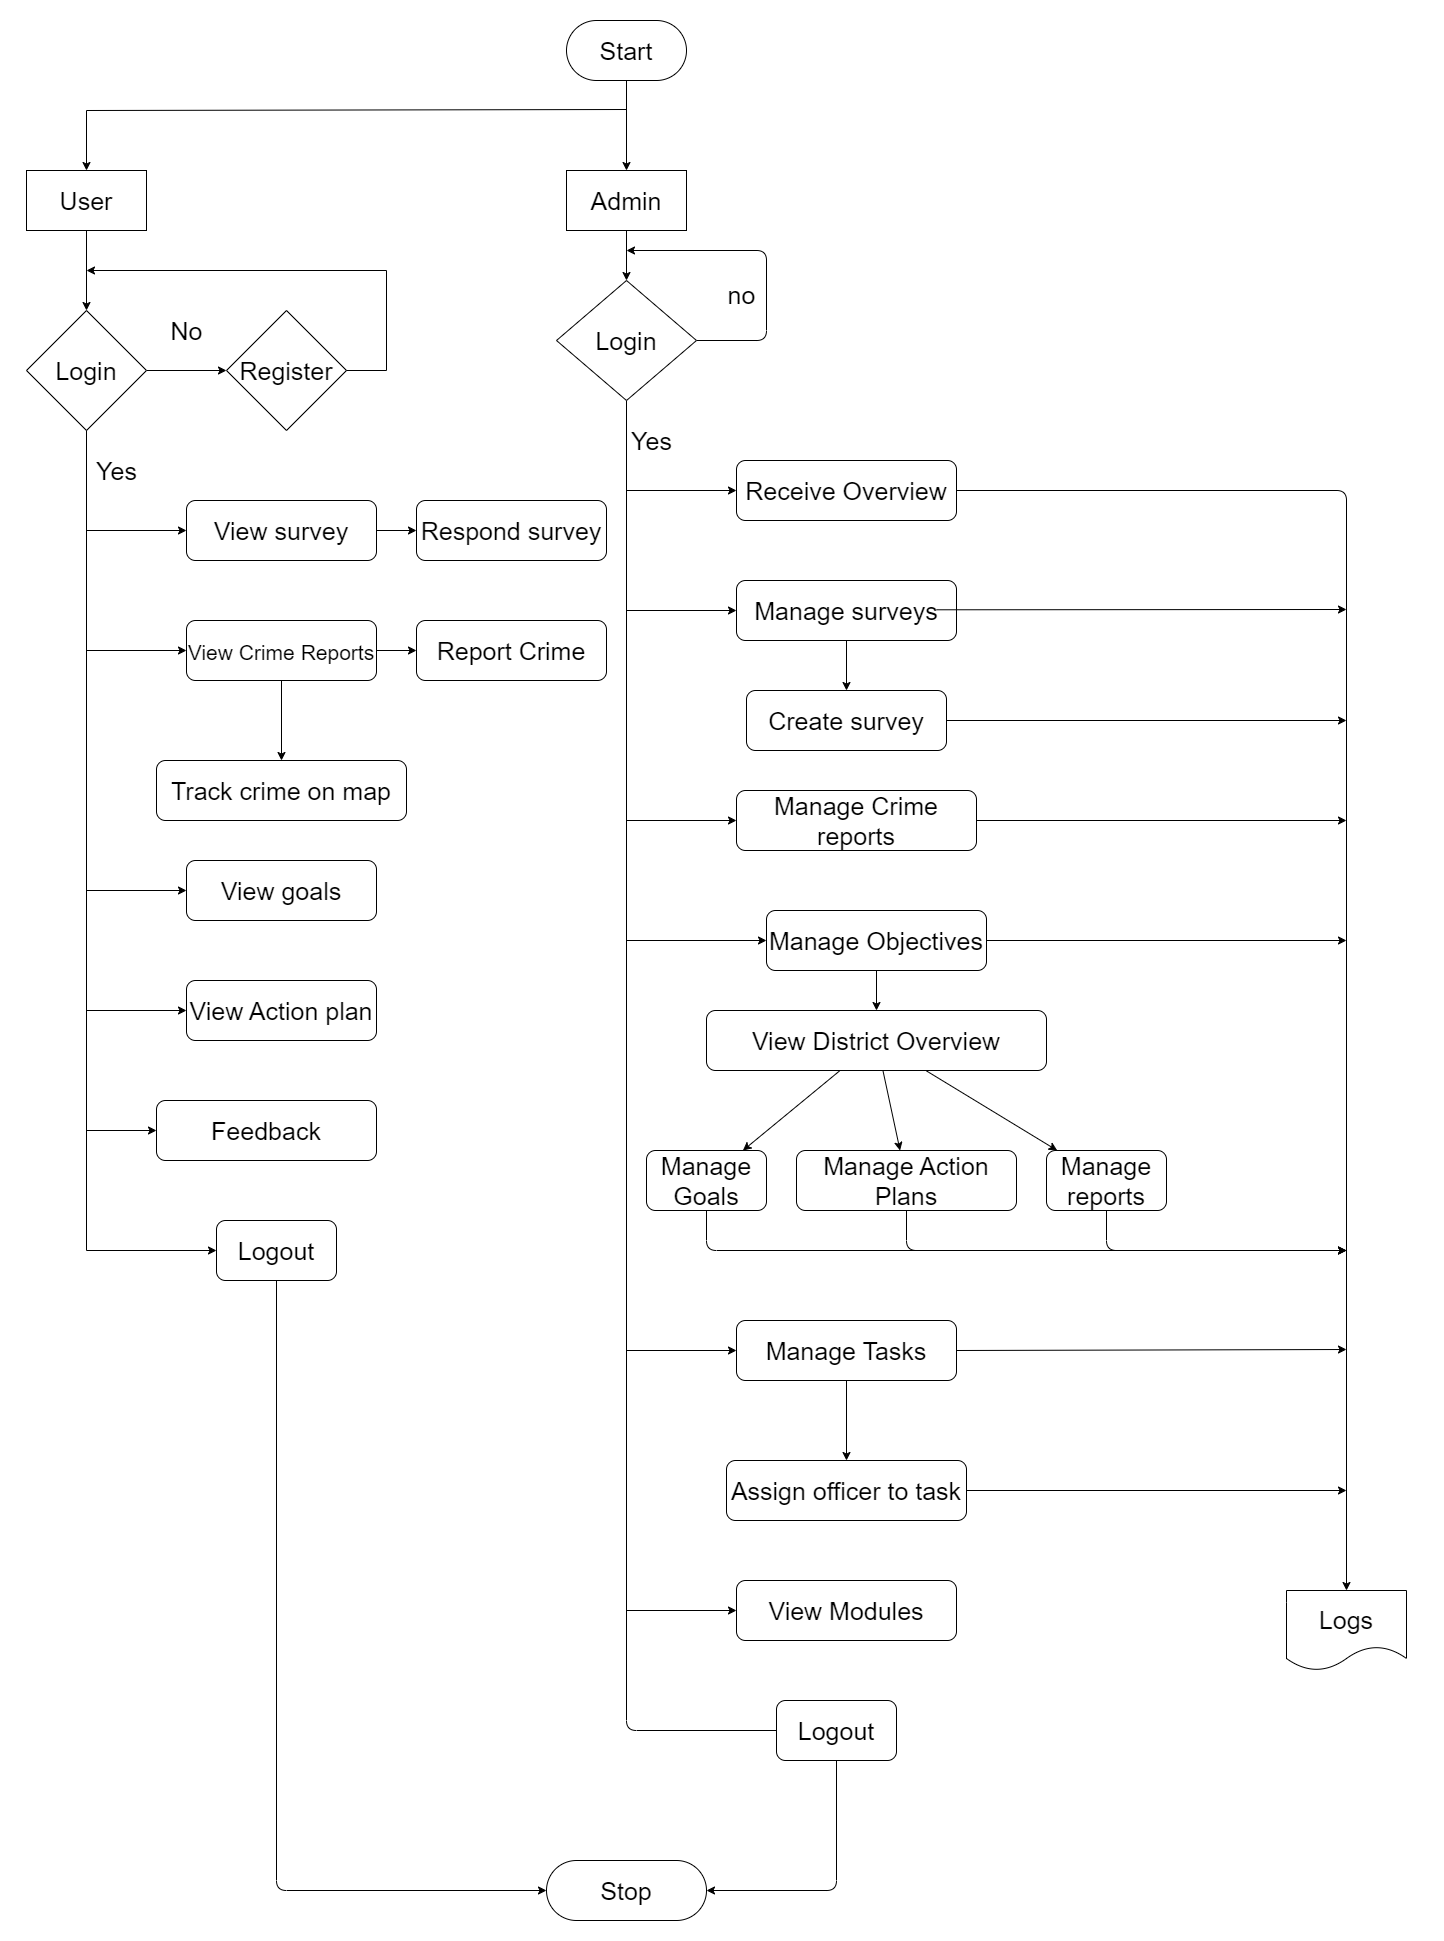 Start
User
Admin
no
No
Login
Login
Register
Yes
Yes
Receive Overview
View survey
Respond survey
Manage surveys
View Crime Reports
Report Crime
Create survey
Track crime on map
Manage Crime
reports
View goals
Manage Objectives
View Action plan
View District Overview
Feedback
Manage
Goals
Manage Action
Plans
Manage
reports
Logout
Manage Tasks
Assign officer to task
View Modules
Logs
Logout
Stop